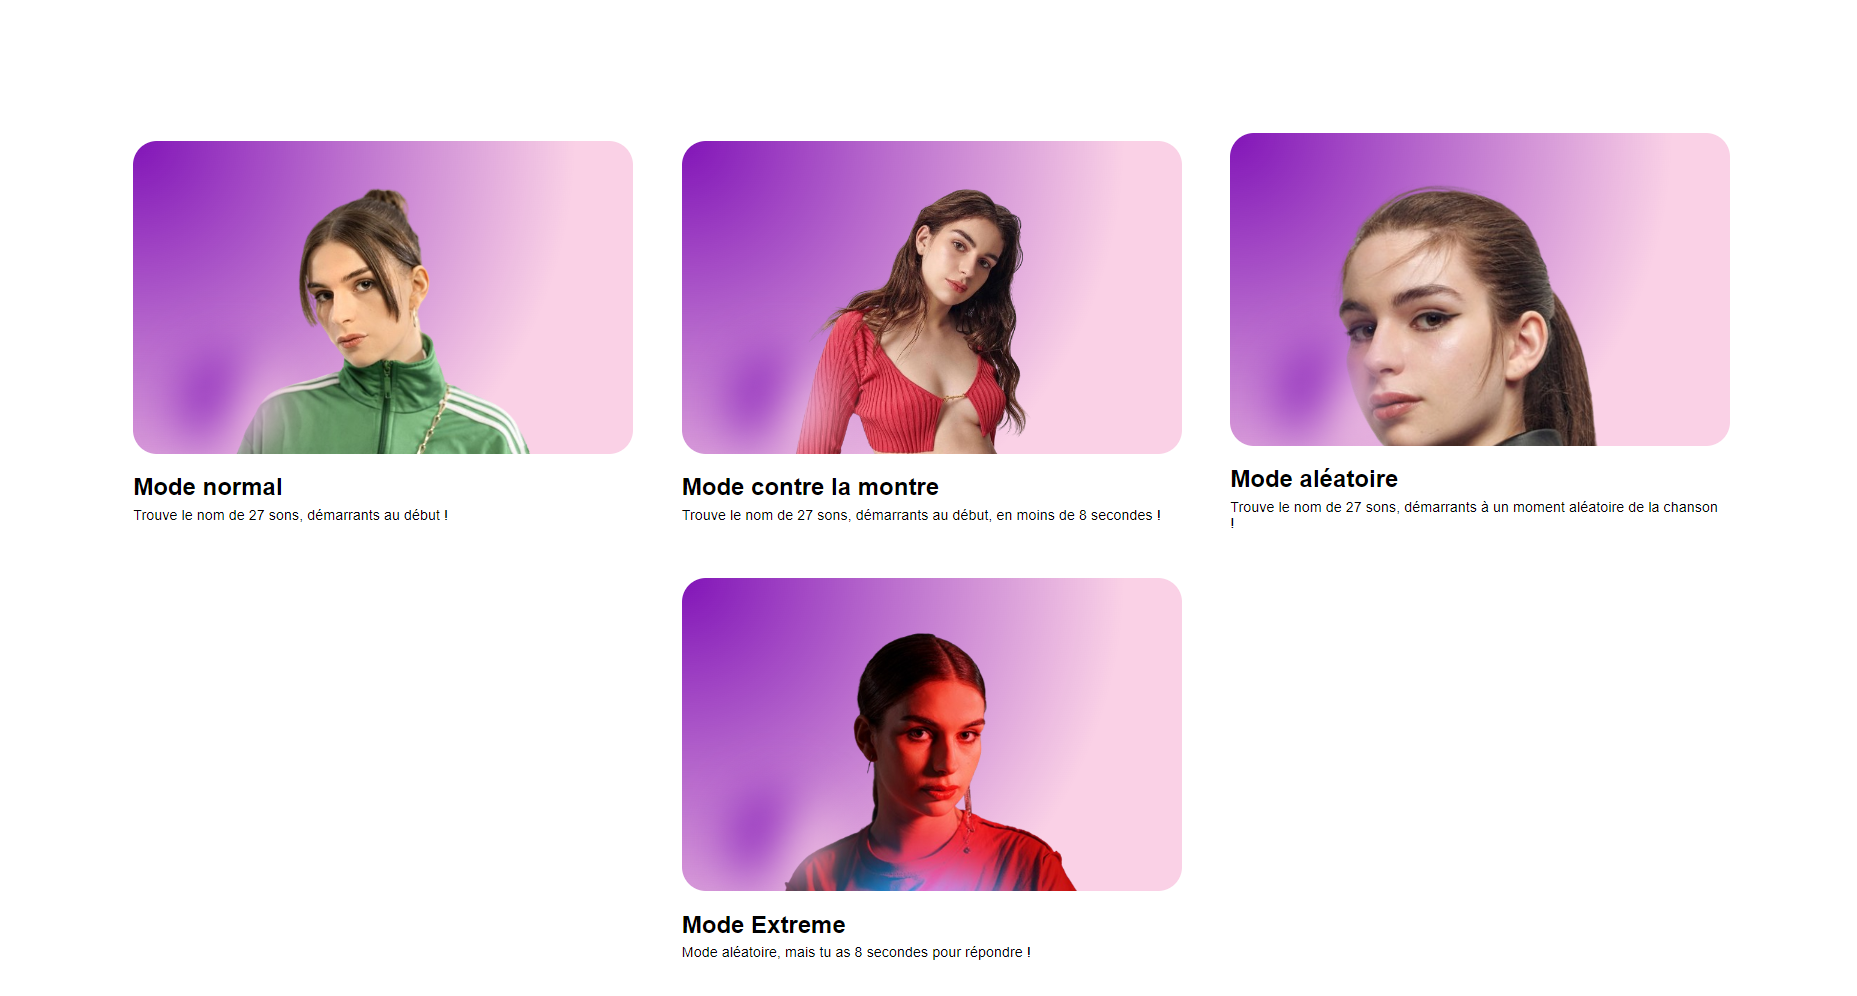 Mode normal
Trouve le nom de 27 sons, démarrants au début !
Mode contre la montre
Trouve le nom de 27 sons, démarrants au début, en moins de 8 secondes !
Mode aléatoire
Trouve le nom de 27 sons, démarrants à un moment aléatoire de la chanson
!
Mode Extreme
Mode aléatoire, mais tu as 8 secondes pour répondre !